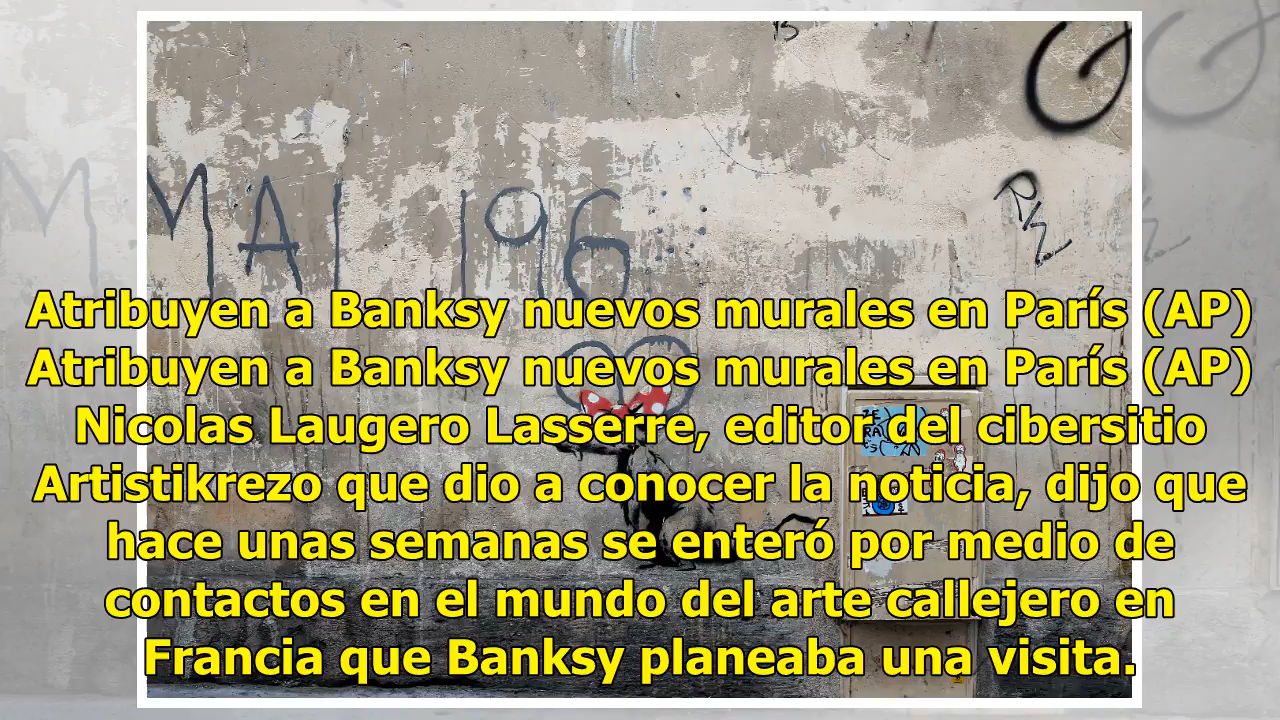 MAI 196
Atribuyen a Banksy nuevos murales en París (AP)
Atribuyen a Banksy nuevos murales en París (AP)
Nicolas Laugero Lasserre, editor del cibersitio
Artistikrezo que dio a conocer la noticia, dijo que
hace unas semanas se enteró por medio de
contactos en el mundo del arte callejero en
Francia que Banksy planeaba una visita.